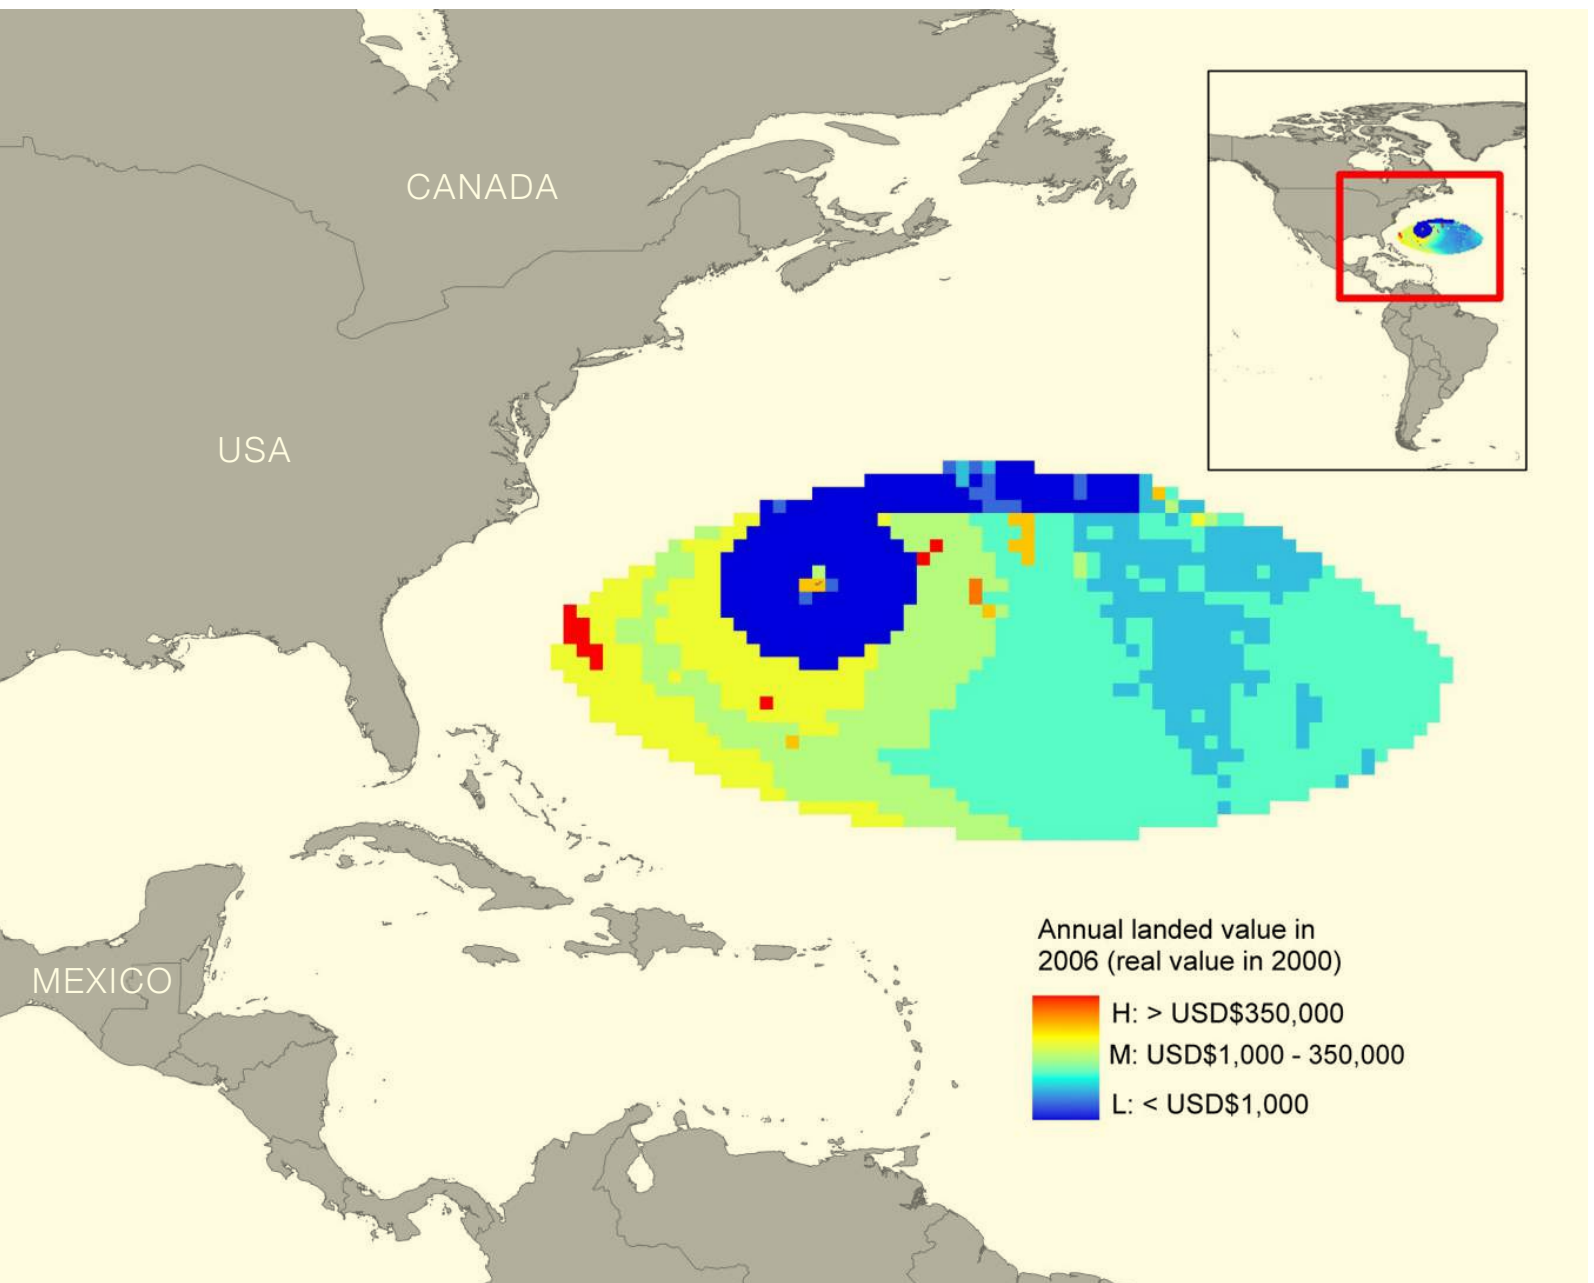 CANADA
USA
MEXICO
Annual landed value in
2006 (real value in 2000)
H: > USD$350,000
M: USD$1,000 - 350,000
L: < USD$1,000